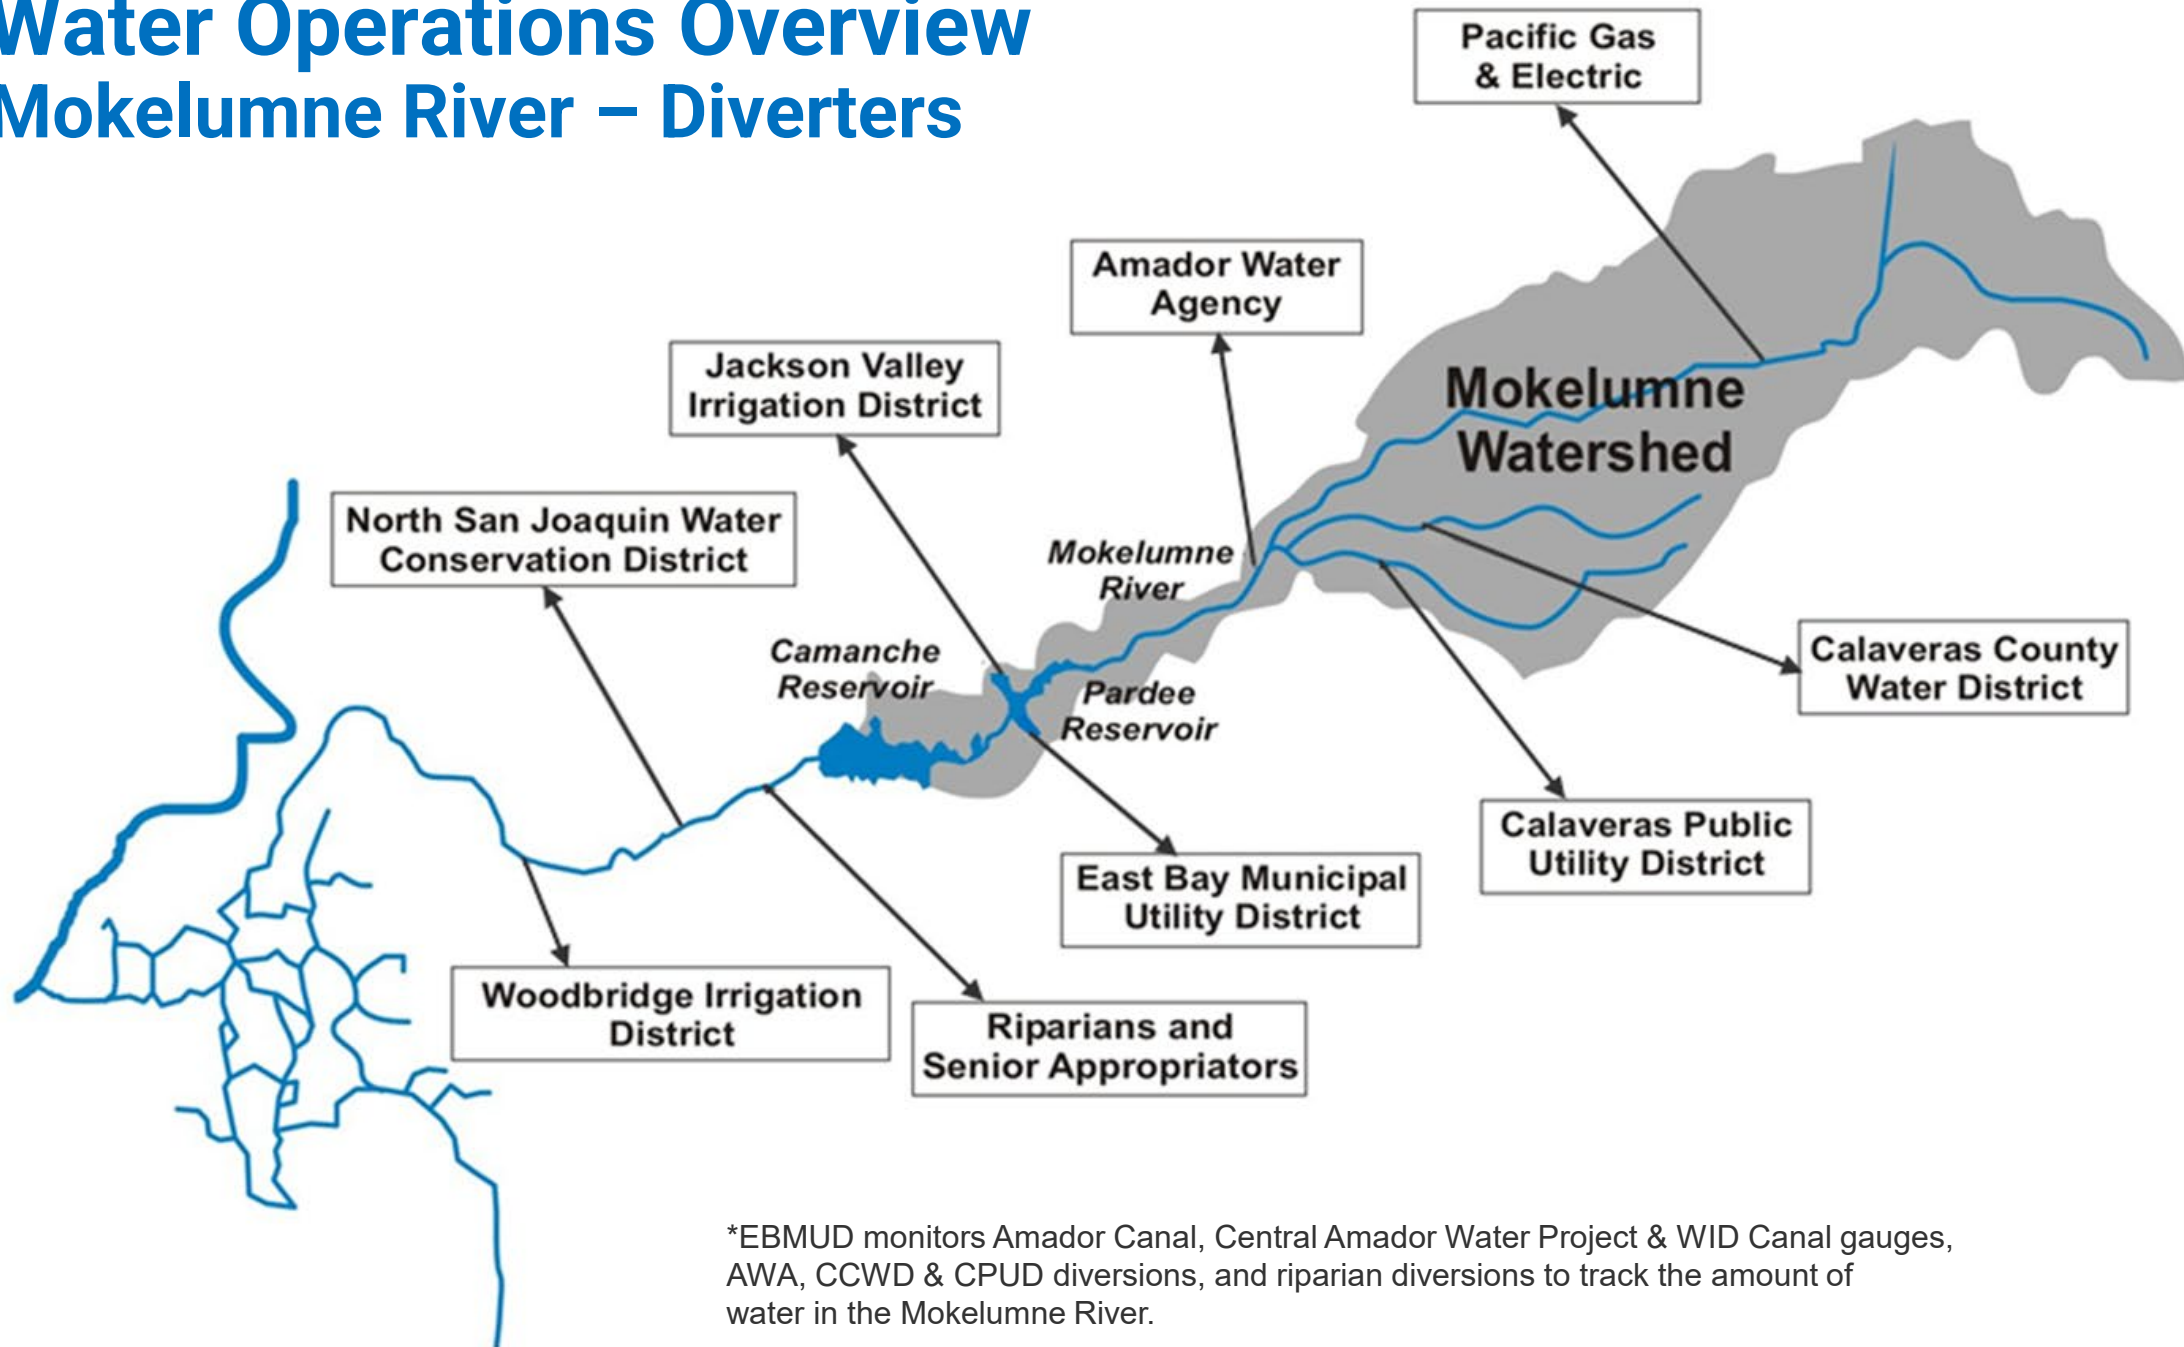 Water Operations Overview
Mokelumne River – Diverters
Pacific Gas
& Electric
Amador Water
Agency
Jackson Valley
Irrigation District
Mokelumne
Watershed
North San Joaquin Water
Conservation District
Mokelumne
River
Camanche
Reservoir
Pardee
Reservoir
Calaveras County
Water District
Calaveras Public
Utility District
East Bay Municipal
Utility District
Woodbridge Irrigation
District
Riparians and
Senior Appropriators
*EBMUD monitors Amador Canal, Central Amador Water Project & WID Canal gauges,
AWA, CCWD & CPUD diversions, and riparian diversions to track the amount of
water in the Mokelumne River.